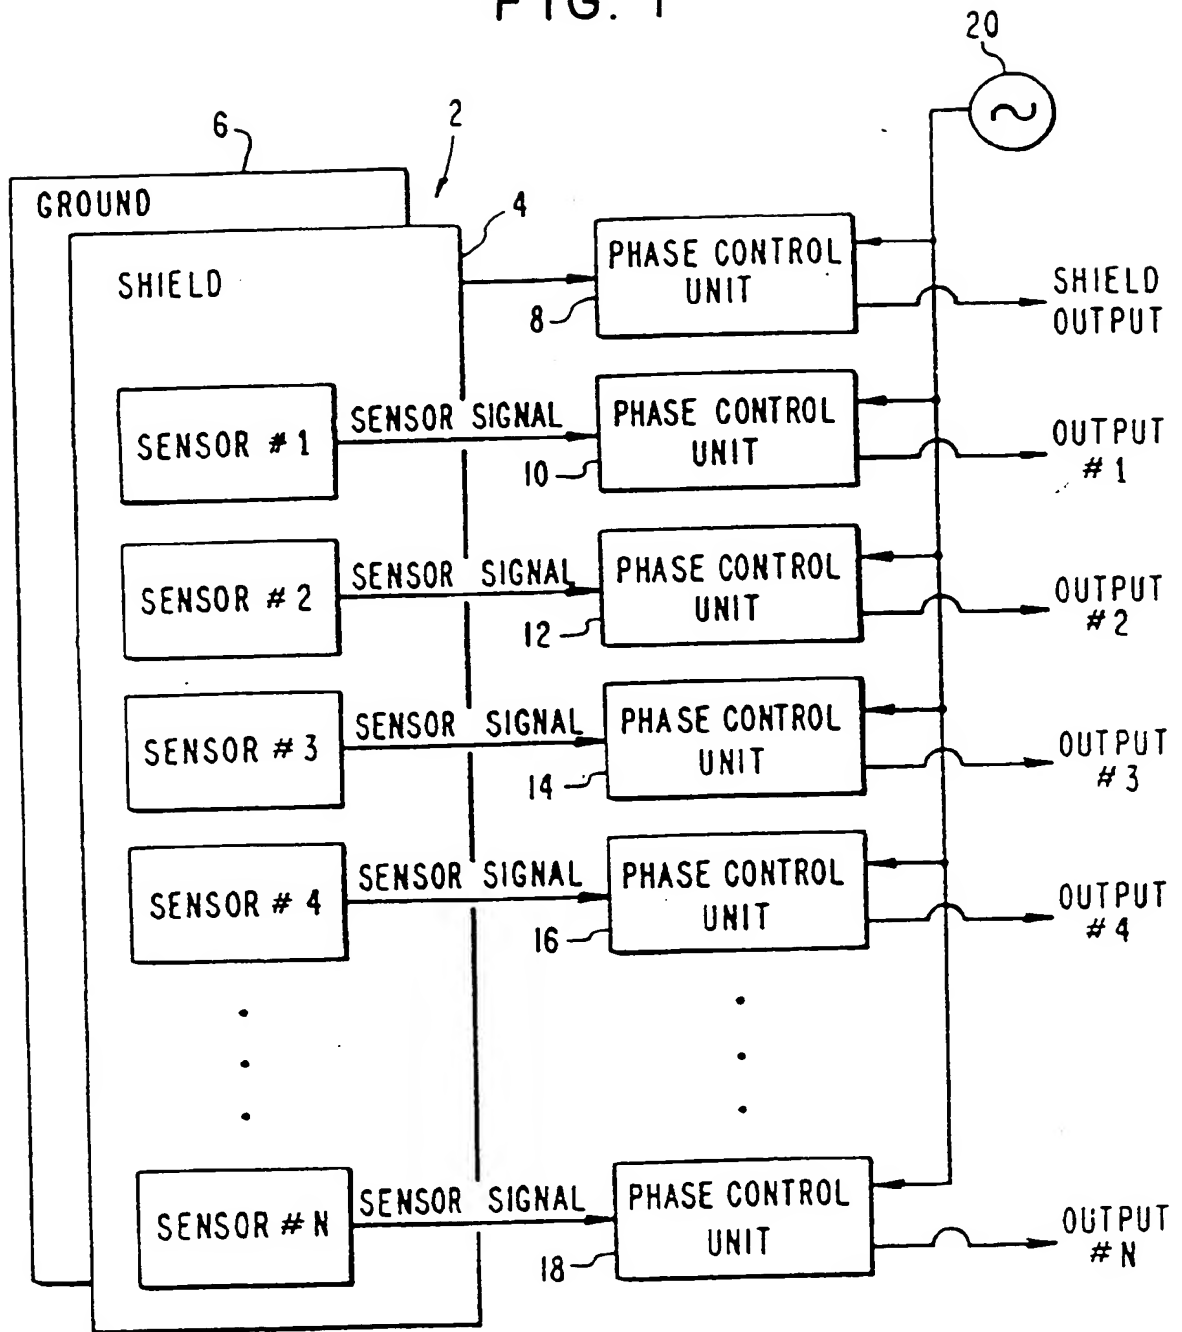 FIG. 1
20
6
2
GROUND
4
SHIELD
PHASE CONTROL
UNIT
8
SHIELD
OUTPUT
SENSOR #1
SENSOR SIGNAL
PHASE CONTROL
UNIT
10
OUTPUT
#1
SENSOR #2
SENSOR SIGNAL
PHASE CONTROL
UNIT
12
OUTPUT
#2
SENSOR #3
SENSOR SIGNAL
PHASE CONTROL
UNIT
14
OUTPUT
#3
SENSOR #4
SENSOR SIGNAL
PHASE CONTROL
UNIT
16
OUTPUT
#4
SENSOR #N
SENSOR SIGNAL
PHASE CONTROL
UNIT
18
OUTPUT
#N